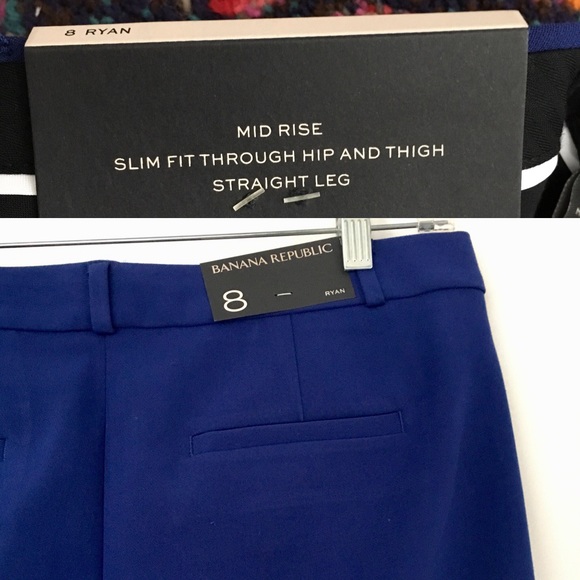 8 RYAN
MID RISE
SLIM FIT THROUGH HIP AND THIGH
STRAIGHT LEG
BANANA REPUBLIC
8
RYAN